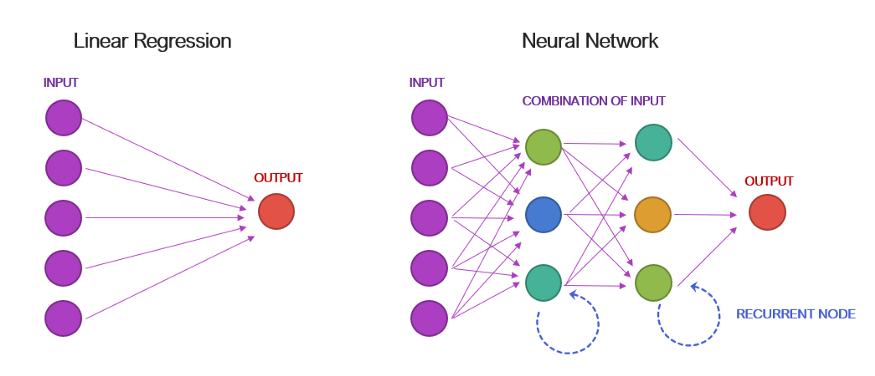 Linear Regression
INPUT
OUTPUT
Neural Network
INPUT
COMBINATION OF INPUT
OUTPUT
RECURRENT NODE